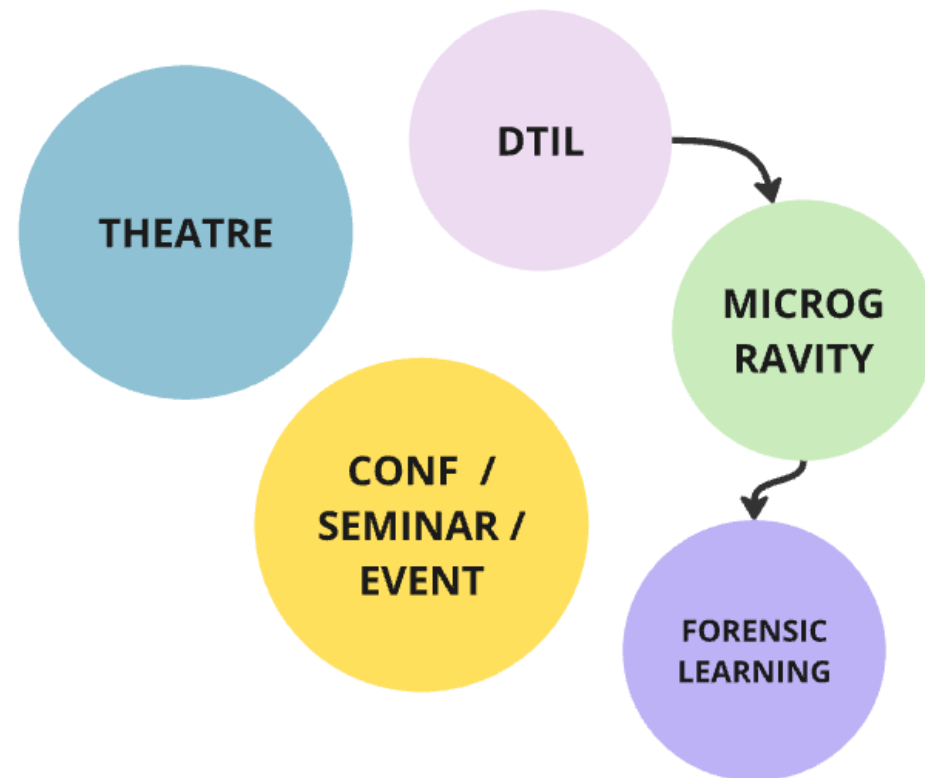 DTIL
THEATRE
MICROG
RAVITY
CONF /
SEMINAR /
EVENT
FORENSIC
LEARNING